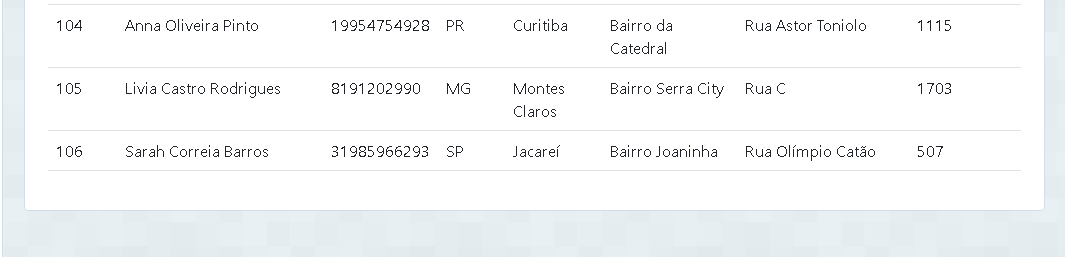 104 Anna Oliveira Pinto 19954754928 PR Curitiba Bairro da Rua Astor Toniolo 1115
Catedral
105 Livia Castro Rodrigues 8191202990 MG Montes Bairro Serra City Rua C 1703
Claros
106 Sarah Correia Barros 31985966293 SP Jacareí Bairro Joaninha Rua Olímpio Catão 507